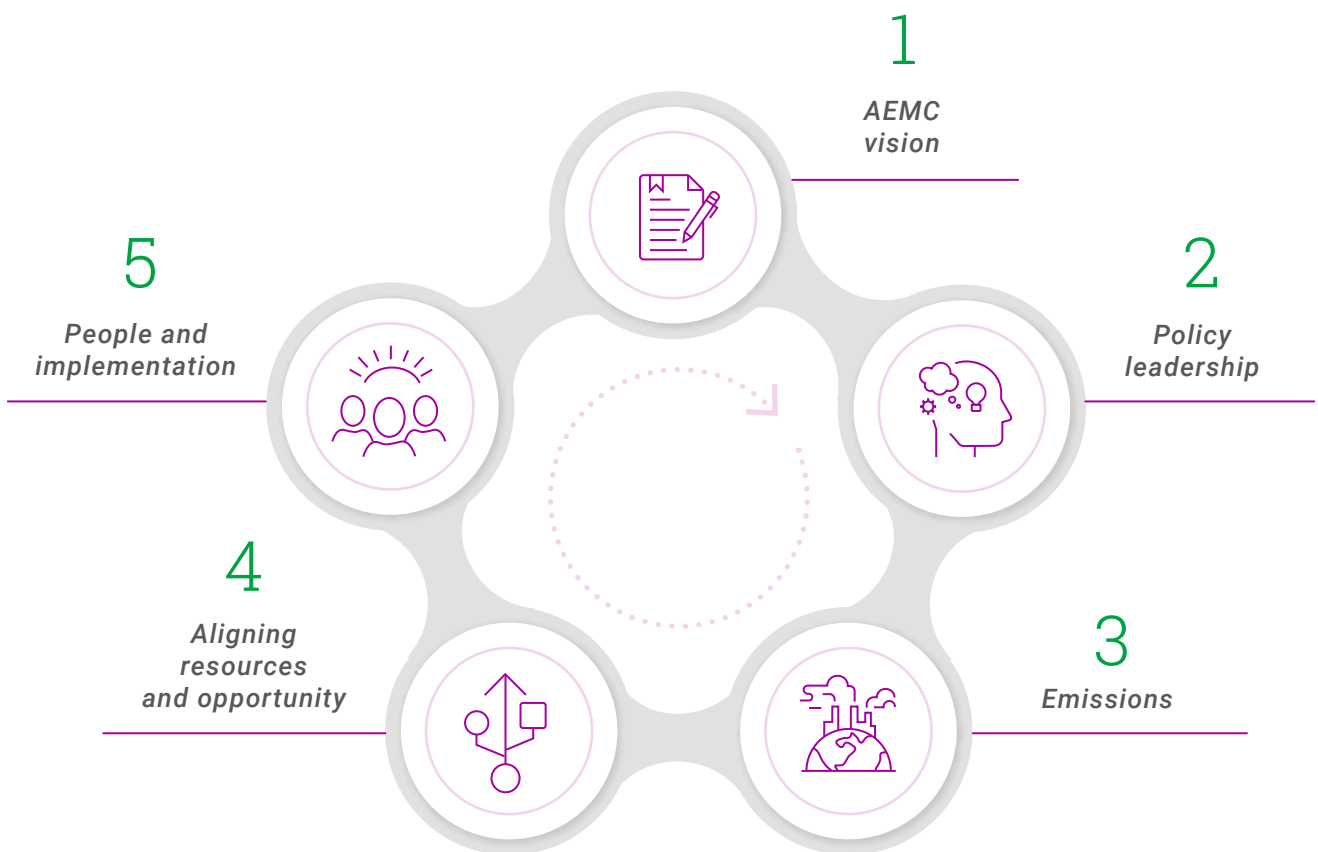 1
AEMC
vision
2
Policy
leadership
3
Emissions
4
Aligning
resources
and opportunity
5
People and
implementation